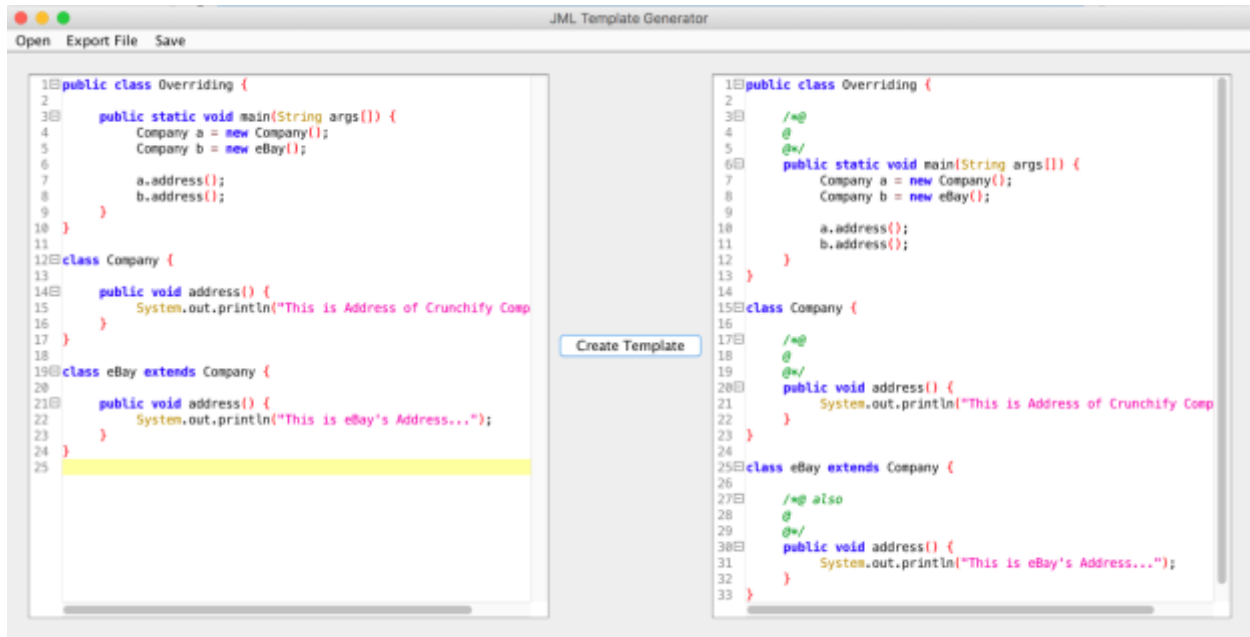 JML Template Generator
Open Export File Save
1 public class Overriding {
2
3 public static void main(String args[]) {
4 Company a = new Company();
5 Company b = new eBay();
6
7 a.address();
8 b.address();
9 }
10 }
11
12 class Company {
13
14 public void address() {
15 System.out.println("This is Address of Crunchify Comp
16 }
17 }
18
19 class eBay extends Company {
20
21 public void address() {
22 System.out.println("This is eBay's Address...");
23 }
24 }
25
Create Template
1 public class Overriding {
2
3 /*@
4 @
5 @*/
6 public static void main(String args[]) {
7 Company a = new Company();
8 Company b = new eBay();
9
10 a.address();
11 b.address();
12 }
13 }
14
15 class Company {
16
17 /*@
18 @
19 @*/
20 public void address() {
21 System.out.println("This is Address of Crunchify Comp
22 }
23 }
24
25 class eBay extends Company {
26
27 /*@ also
28 @
29 @*/
30 public void address() {
31 System.out.println("This is eBay's Address...");
32 }
33 }